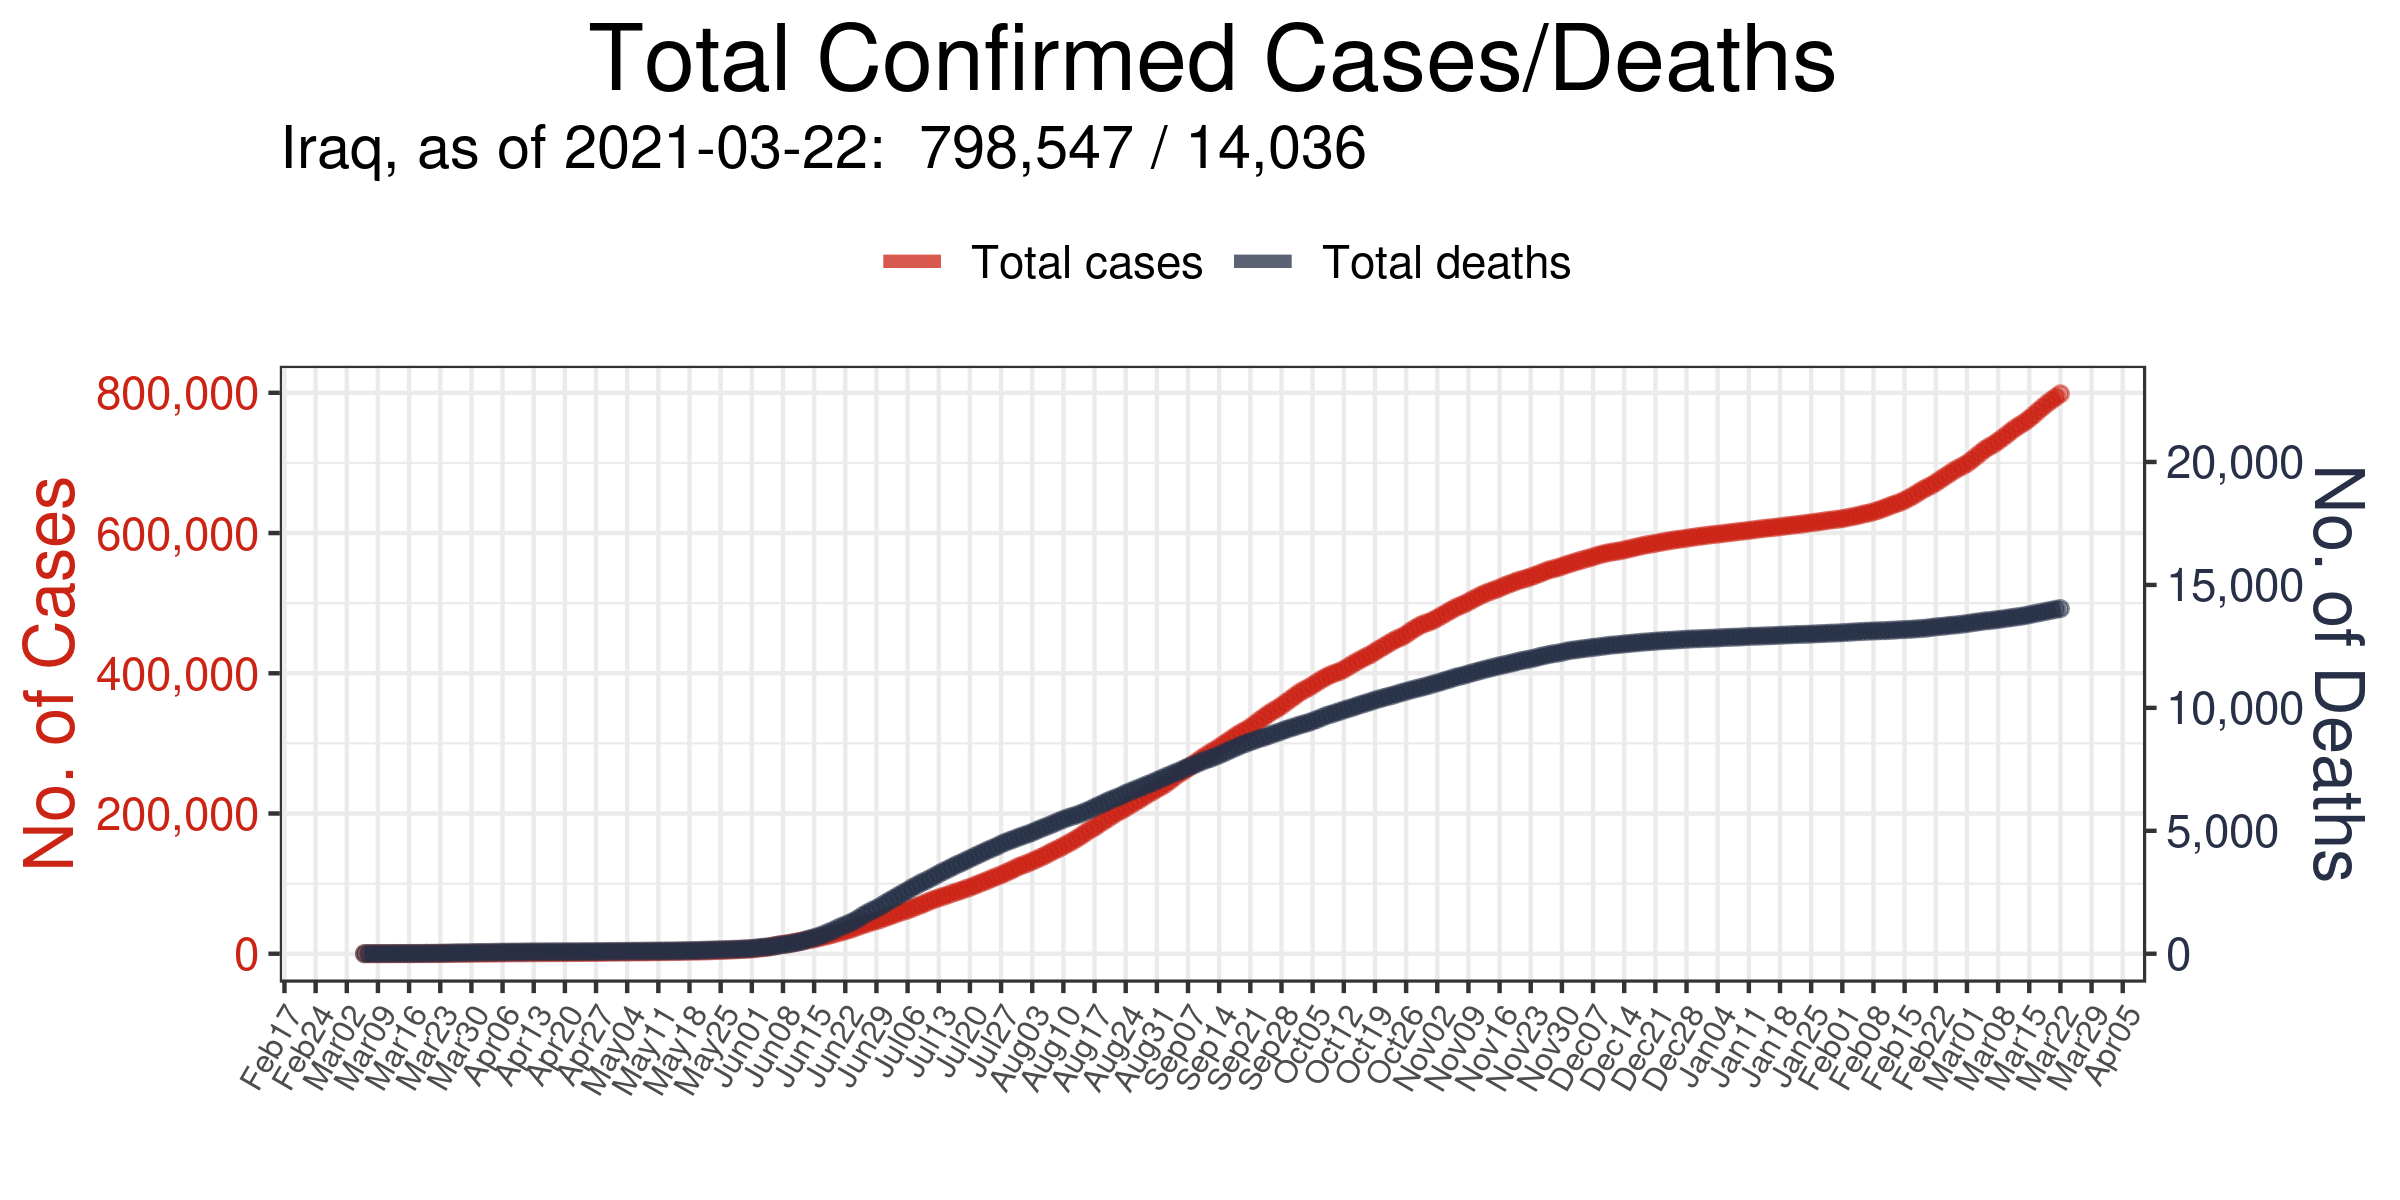 Total Confirmed Cases/Deaths
Iraq, as of 2021-03-22:  798,547 / 14,036
Total cases
Total deaths
No. of Cases
800,000
600,000
400,000
200,000
0
20,000
15,000
10,000
5,000
0
No. of Deaths
Feb17
Feb24
Mar02
Mar09
Mar16
Mar23
Mar30
Apr06
Apr13
Apr20
Apr27
May04
May11
May18
May25
Jun01
Jun08
Jun15
Jun22
Jun29
Jul06
Jul13
Jul20
Jul27
Aug03
Aug10
Aug17
Aug24
Aug31
Sep07
Sep14
Sep21
Sep28
Oct05
Oct12
Oct19
Oct26
Nov02
Nov09
Nov16
Nov23
Nov30
Dec07
Dec14
Dec21
Dec28
Jan04
Jan11
Jan18
Jan25
Feb01
Feb08
Feb15
Feb22
Mar01
Mar08
Mar15
Mar22
Mar29
Apr05